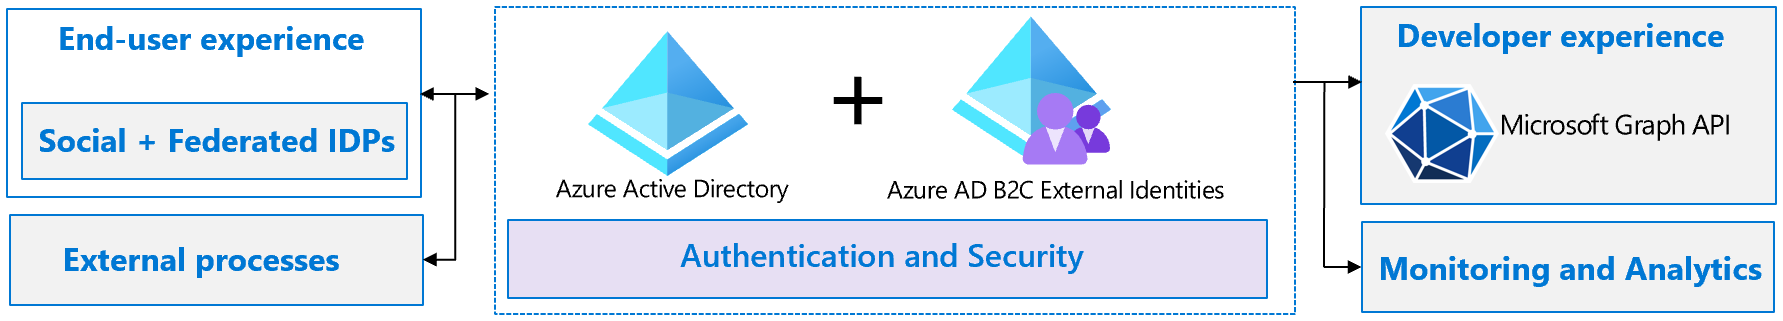 End-user experience
Social + Federated IDPs
External processes
+
Azure Active Directory
Azure AD B2C External Identities
Authentication and Security
Developer experience
Microsoft Graph API
Monitoring and Analytics